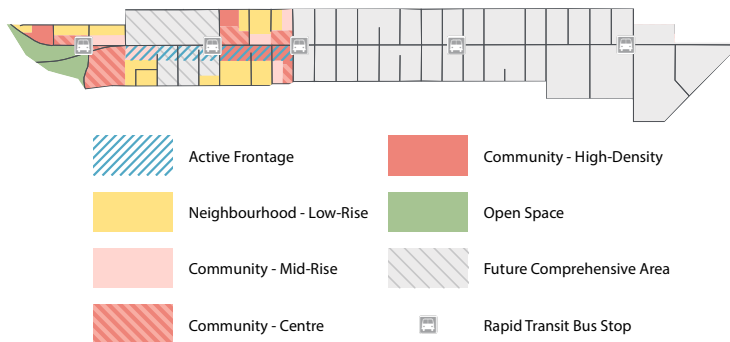 Active Frontage
Community - High-Density
Neighbourhood - Low-Rise
Open Space
Community - Mid-Rise
Future Comprehensive Area
Community - Centre
Rapid Transit Bus Stop